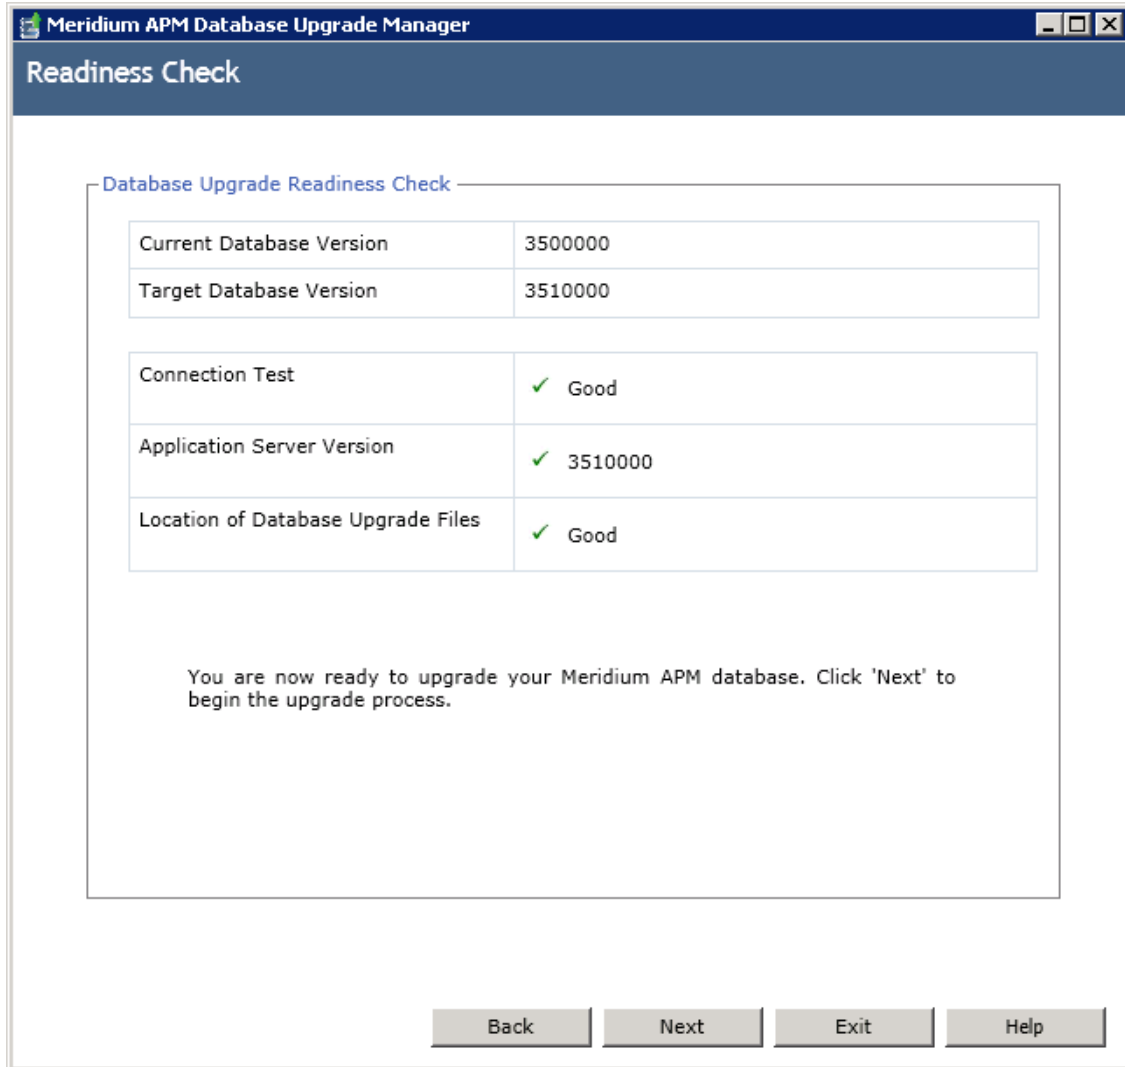 Meridium APM Database Upgrade Manager
Readiness Check
Database Upgrade Readiness Check
Current Database Version 3500000
Target Database Version 3510000
Connection Test ✓ Good
Application Server Version ✓ 3510000
Location of Database Upgrade Files ✓ Good
You are now ready to upgrade your Meridium APM database. Click 'Next' to
begin the upgrade process.
Back Next Exit Help